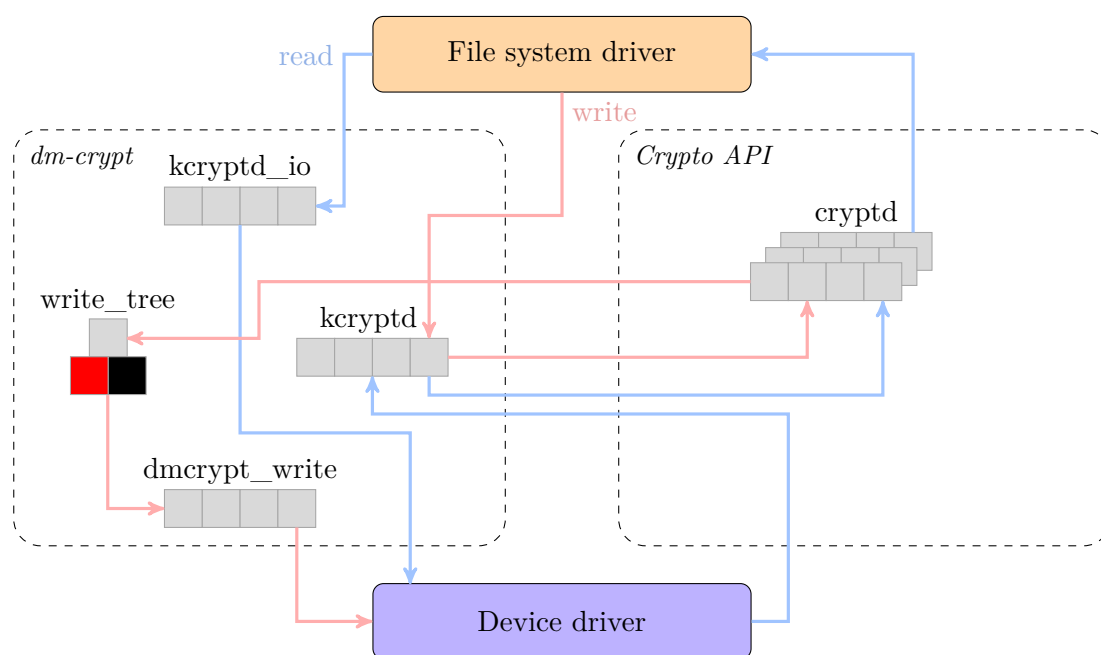 File system driver
read
write
dm-crypt
Crypto API
kcryptd_io
cryptd
write_tree
kcryptd
dmcrypt_write
Device driver